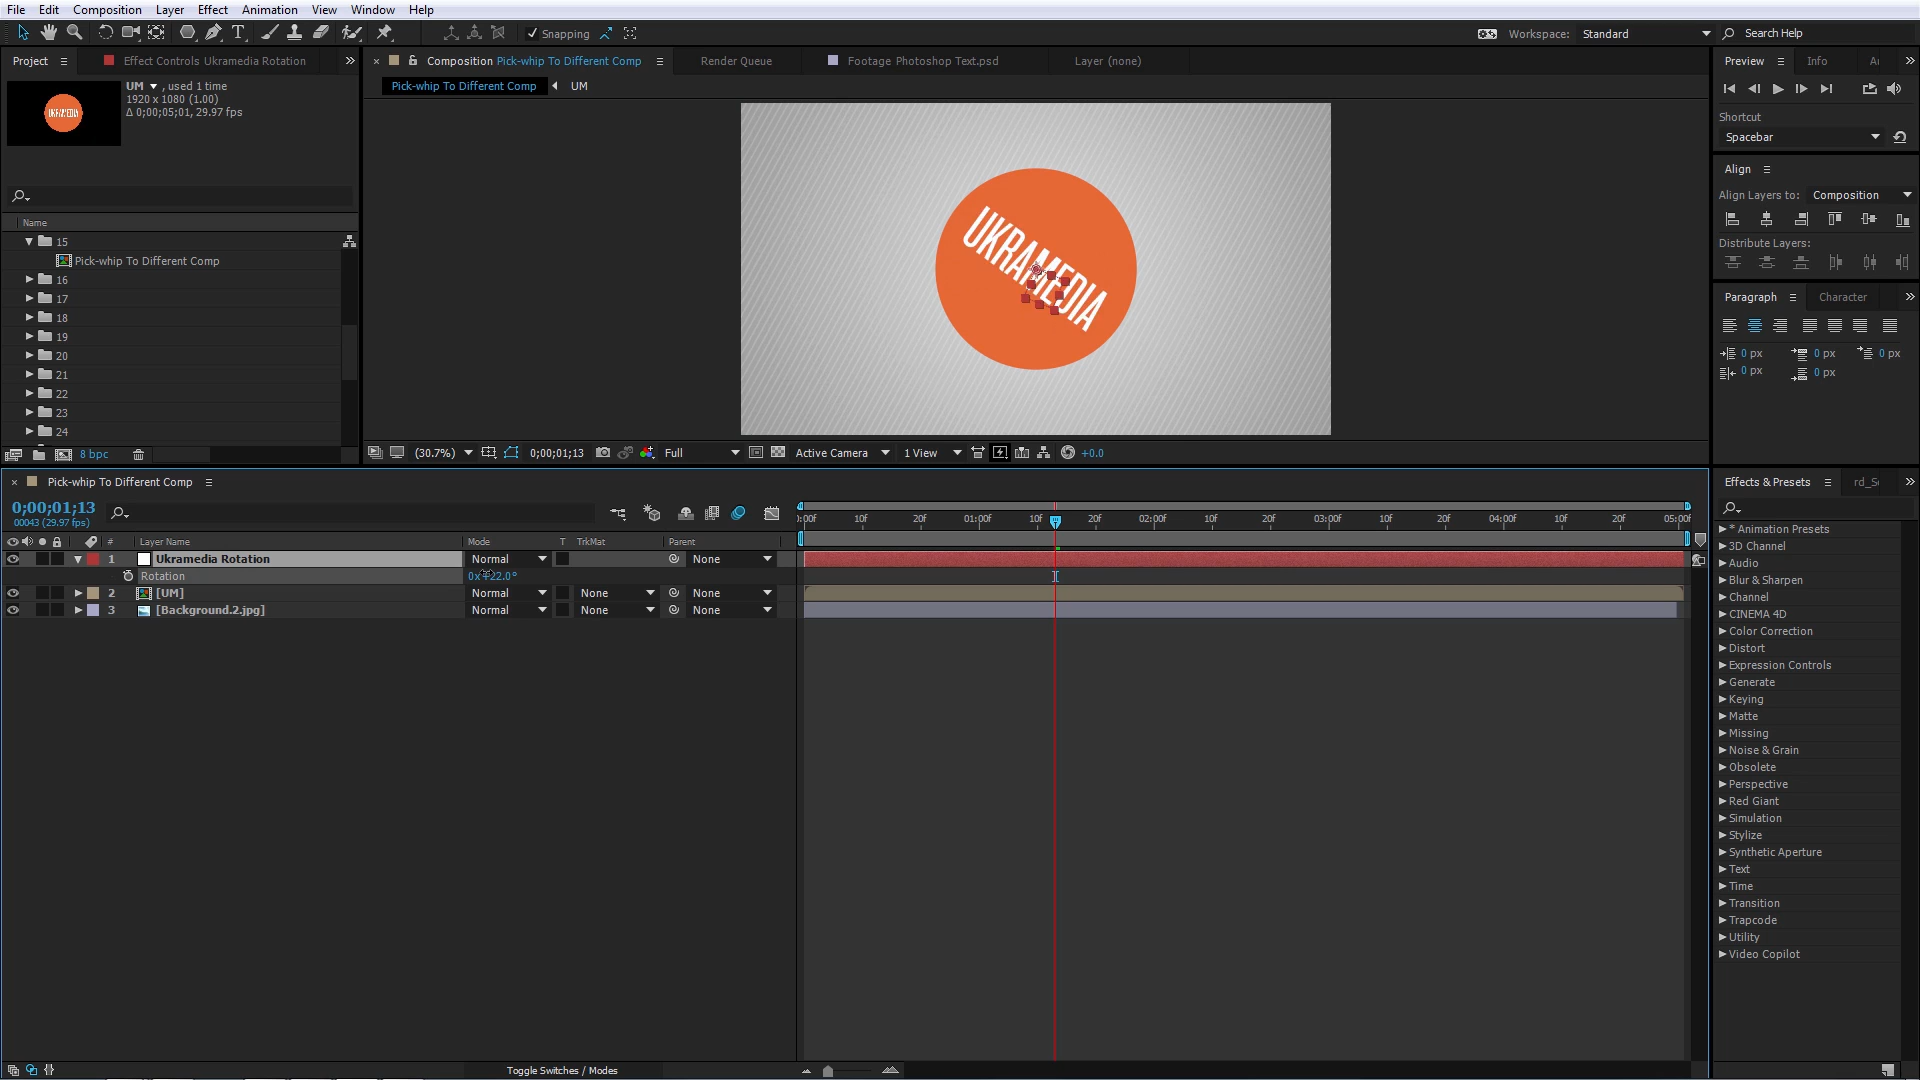 File Edit Composition Layer Effect Animation View Window Help
Snapping
Workspace: Standard
Search Help
Project
Effect Controls Ukramedia Rotation
UM , used 1 time
1920 x 1080 (1.00)
Δ 0;00;05;01, 29.97 fps
Name
15
Pick-whip To Different Comp
16
17
18
19
20
21
22
23
24
8 bpc
Composition Pick-whip To Different Comp
Render Queue
Footage Photoshop Text.psd
Layer (none)
Pick-whip To Different Comp
UM
UKRAMEDIA
(30.7%)
0;00;01;13
Full
Active Camera
1 View
+0.0
Preview
Info
Shortcut
Spacebar
Align
Align Layers to: Composition
Distribute Layers:
Paragraph
Character
0 px 0 px 0 px
0 px 0 px
Pick-whip To Different Comp
0;00;01;13
00043 (29.97 fps)
# Layer Name Mode T TrkMat Parent
1 Ukramedia Rotation Normal None
Rotation
2 [UM] Normal None None
3 [Background.2.jpg] Normal None None
10f 20f 01:00f 10f 20f 02:00f 10f 20f 03:00f 10f 20f 04:00f 10f 20f
Toggle Switches / Modes
Effects & Presets
* Animation Presets
3D Channel
Audio
Blur & Sharpen
Channel
CINEMA 4D
Color Correction
Distort
Expression Controls
Generate
Keying
Matte
Missing
Noise & Grain
Obsolete
Perspective
Red Giant
Simulation
Stylize
Synthetic Aperture
Text
Time
Transition
Trapcode
Utility
Video Copilot